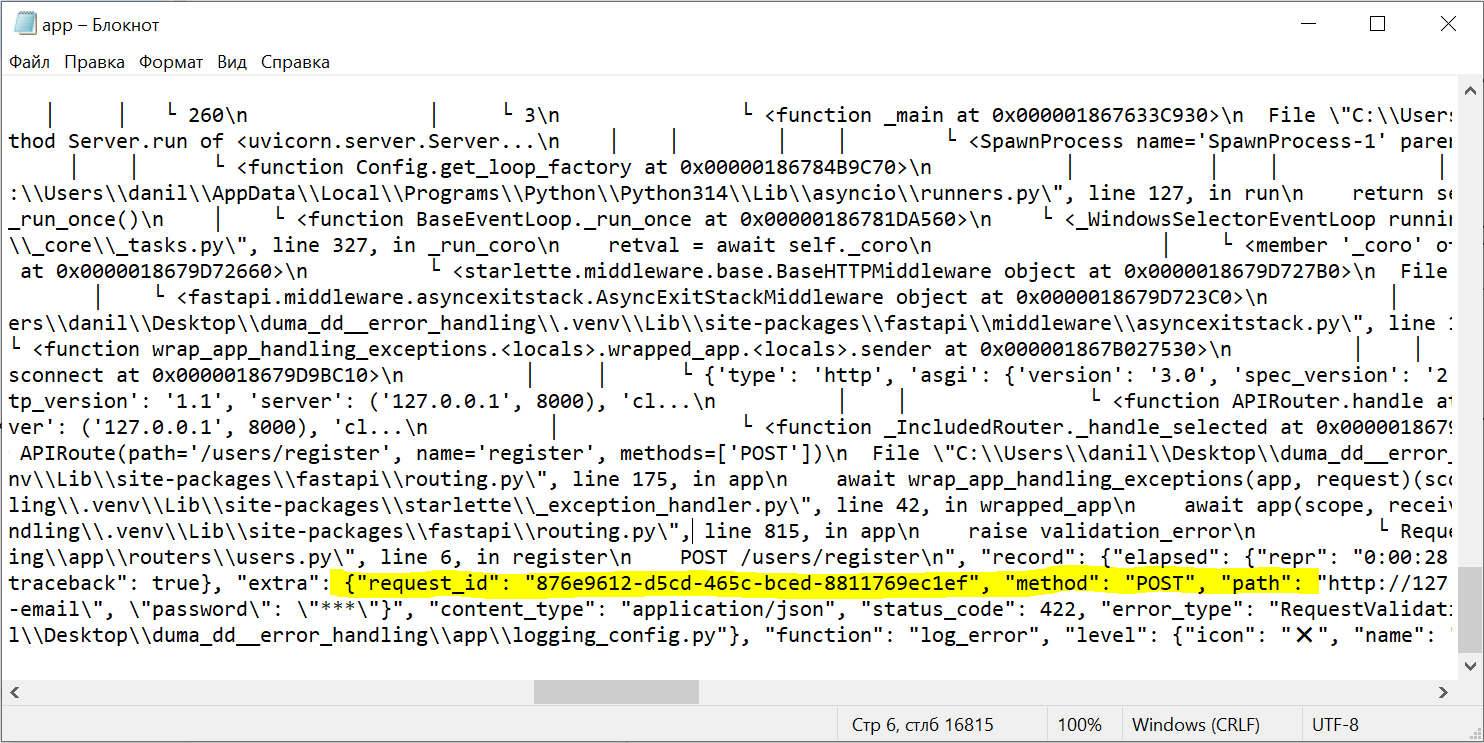 app – Блокнот
Файл Правка Формат Вид Справка
│ │ └ 260\n │ └ 3\n └ <function _main at 0x000001867633C930>\n File \"C:\\Users
thod Server.run of <uvicorn.server.Server...\n │ │ │ │ └ <SpawnProcess name='SpawnProcess-1' paren
│ │ └ <function Config.get_loop_factory at 0x00000186784B9C70>\n │ │ │ │
:\\Users\\danil\\AppData\\Local\\Programs\\Python\\Python314\\Lib\\asyncio\\runners.py\", line 127, in run\n return se
_run_once()\n │ └ <function BaseEventLoop._run_once at 0x00000186781DA560>\n └ <_WindowsSelectorEventLoop runnin
\\_core\\_tasks.py\", line 327, in _run_coro\n retval = await self._coro\n │ └ <member '_coro' o
at 0x0000018679D72660>\n └ <starlette.middleware.base.BaseHTTPMiddleware object at 0x0000018679D727B0>\n File
│ └ <fastapi.middleware.asyncexitstack.AsyncExitStackMiddleware object at 0x0000018679D723C0>\n │
ers\\danil\\Desktop\\duma_dd__error_handling\\.venv\\Lib\\site-packages\\fastapi\\middleware\\asyncexitstack.py\", line 1
└ <function wrap_app_handling_exceptions.<locals>.wrapped_app.<locals>.sender at 0x000001867B027530>\n │ │
sconnect at 0x0000018679D9BC10>\n │ │ └ {'type': 'http', 'asgi': {'version': '3.0', 'spec_version': '2
tp_version': '1.1', 'server': ('127.0.0.1', 8000), 'cl...\n │ │ └ <function APIRouter.handle at
ver': ('127.0.0.1', 8000), 'cl...\n │ └ <function _IncludedRouter._handle_selected at 0x0000018679
APIRoute(path='/users/register', name='register', methods=['POST'])\n File \"C:\\Users\\danil\\Desktop\\duma_dd__error_
nv\\Lib\\site-packages\\fastapi\\routing.py\", line 175, in app\n await wrap_app_handling_exceptions(app, request)(sco
ling\\.venv\\Lib\\site-packages\\starlette\\_exception_handler.py\", line 42, in wrapped_app\n await app(scope, receiv
ndling\\.venv\\Lib\\site-packages\\fastapi\\routing.py\", line 815, in app\n raise validation_error\n └ Reque
ing\\app\\routers\\users.py\", line 6, in register\n POST /users/register\n", "record": {"elapsed": {"repr": "0:00:28
traceback": true}, "extra": {"request_id": "876e9612-d5cd-465c-bced-8811769ec1ef", "method": "POST", "path": "http://127
-email\", \"password\": \"***\"}", "content_type": "application/json", "status_code": 422, "error_type": "RequestValidati
l\\Desktop\\duma_dd__error_handling\\app\\logging_config.py"}, "function": "log_error", "level": {"icon": "❌", "name": "
Стр 6, стлб 16815 100% Windows (CRLF) UTF-8